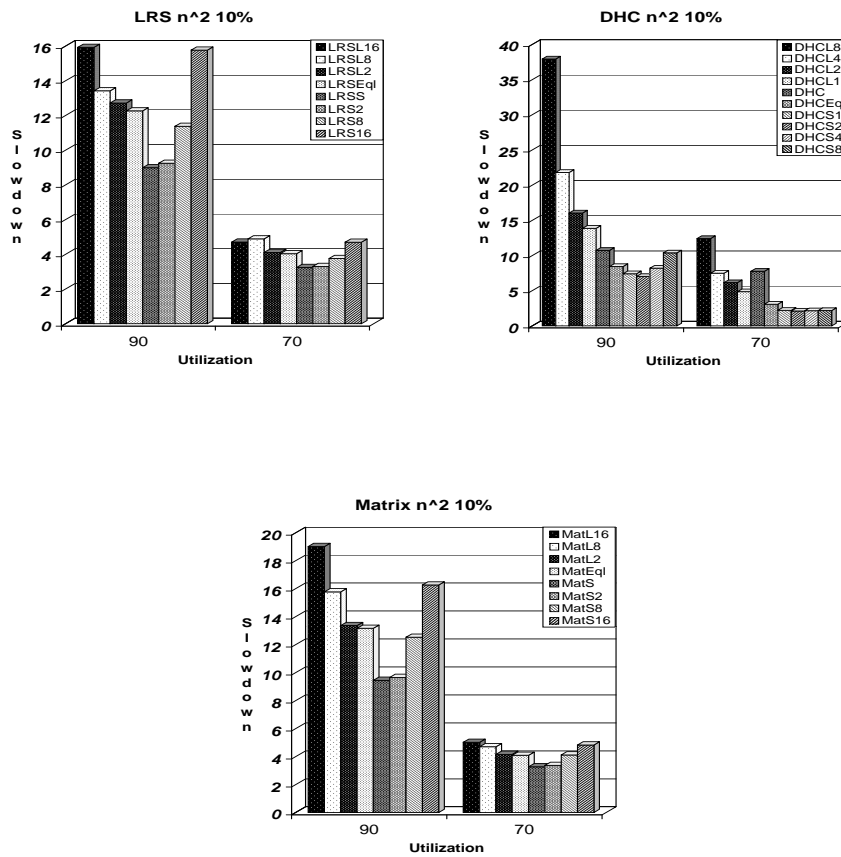 LRS n^2 10%
Slowdown
16
14
12
10
8
6
4
2
0
90
70
Utilization
LRSL16
LRSL8
LRSL2
LRSEql
LRSS
LRS2
LRS8
LRS16
DHC n^2 10%
40
35
30
25
20
15
10
5
0
Slowdown
90
70
Utilization
DHCL8
DHCL4
DHCL2
DHCL1
DHC
DHCEq
DHCS1
DHCS2
DHCS4
DHCS8
Matrix n^2 10%
Slowdown
20
18
16
14
12
10
8
6
4
2
0
90
70
Utilization
MatL16
MatL8
MatL2
MatEql
MatS
MatS2
MatS8
MatS16